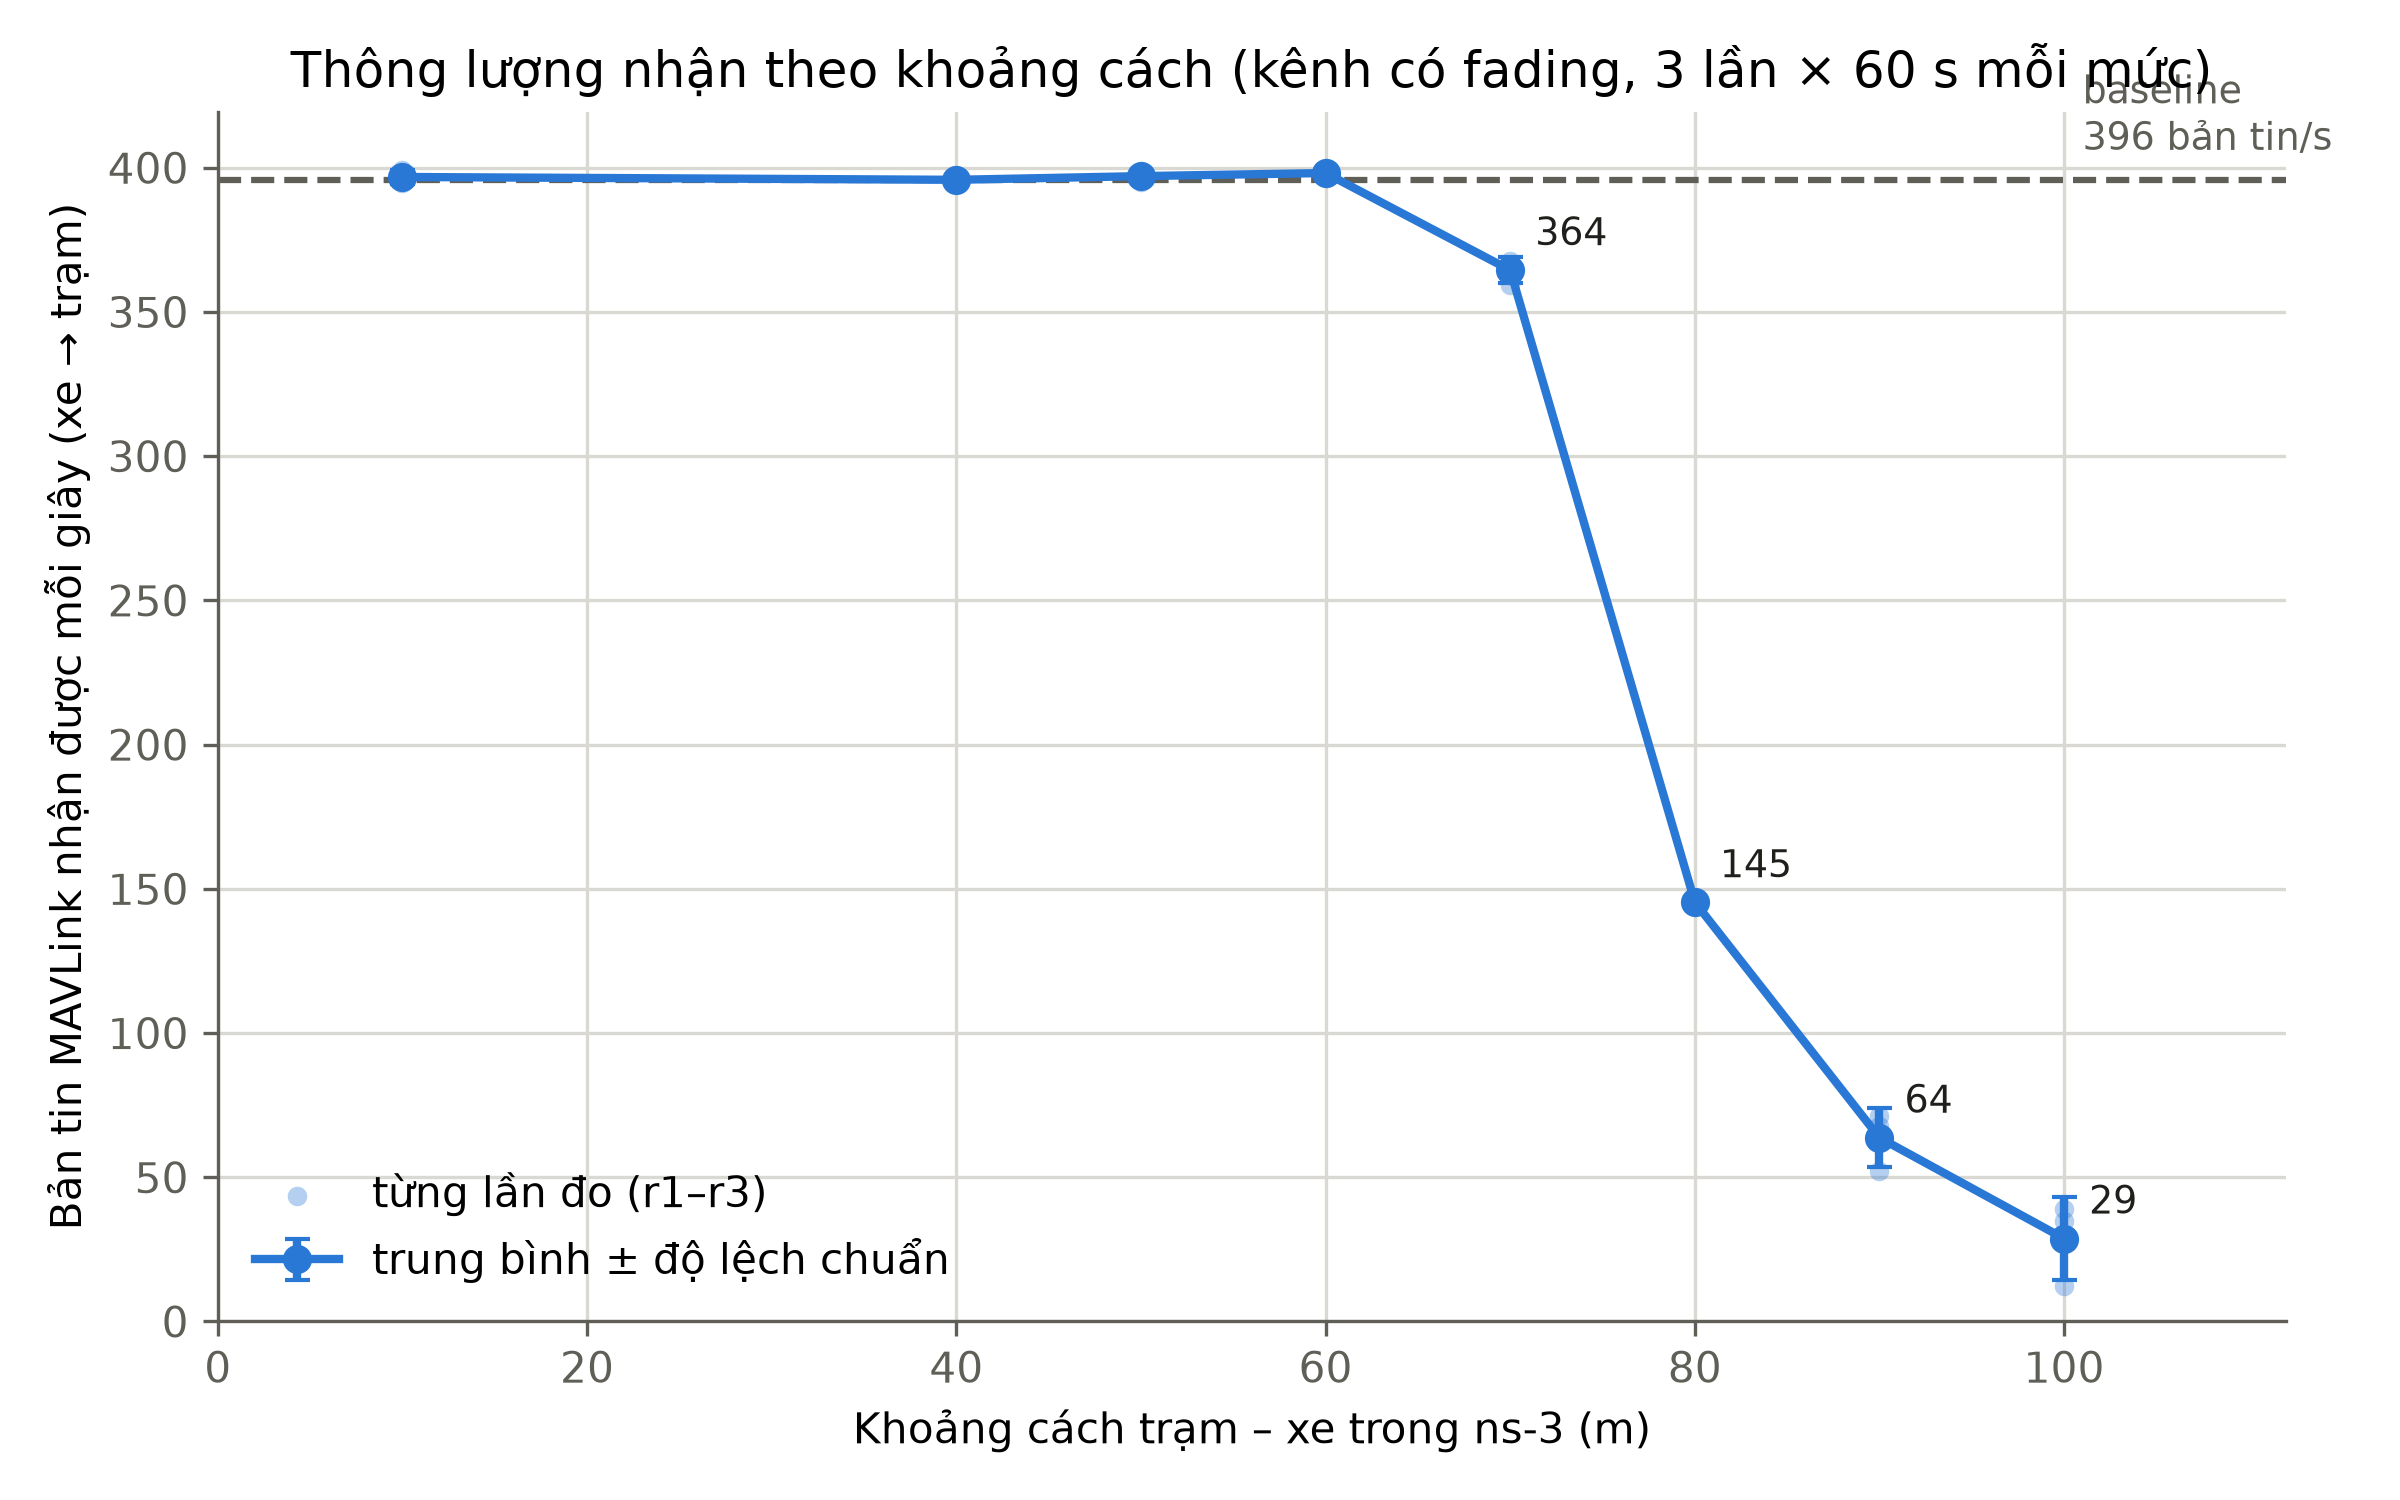 Thông lượng nhận theo khoảng cách (kênh có fading, 3 lần × 60 s mỗi mức)
baseline
396 bản tin/s
Bản tin MAVLink nhận được mỗi giây (xe → trạm)
400
350
300
250
200
150
100
50
0
364
145
64
29
từng lần đo (r1–r3)
trung bình ± độ lệch chuẩn
0
20
40
60
80
100
Khoảng cách trạm – xe trong ns-3 (m)